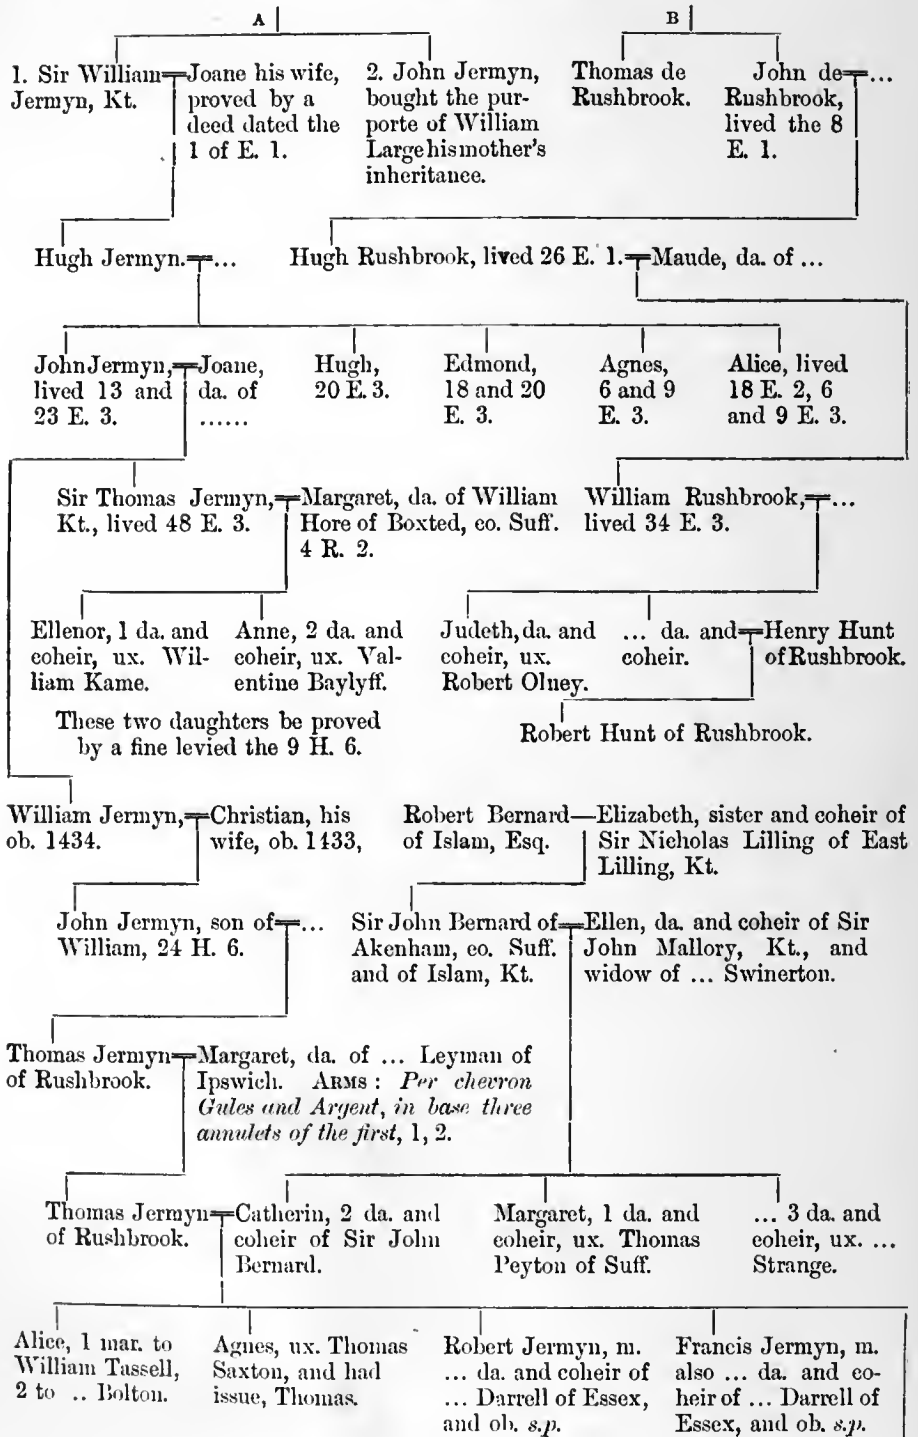 A
B
1. Sir William
Jermyn, Kt.
Joane his wife,
proved by a
deed dated the
1 of E. 1.
2. John Jermyn,
bought the pur-
porte of William
Large his mother's
inheritance.
Thomas de
Rushbrook.
John de
Rushbrook,
lived the 8
E. 1.
...
Hugh Jermyn.
...
Hugh Rushbrook, lived 26 E. 1.
Maude, da. of ...
John Jermyn,
lived 13 and
23 E. 3.
Joane,
da. of
......
Hugh,
20 E. 3.
Edmond,
18 and 20
E. 3.
Agnes,
6 and 9
E. 3.
Alice, lived
18 E. 2, 6
and 9 E. 3.
Sir Thomas Jermyn,
Kt., lived 48 E. 3.
Margaret, da. of William
Hore of Boxted, co. Suff.
4 R. 2.
William Rushbrook,
lived 34 E. 3.
...
Ellenor, 1 da. and
coheir, ux. Wil-
liam Kame.
Anne, 2 da. and
coheir, ux. Val-
entine Baylyff.
These two daughters be proved
by a fine levied the 9 H. 6.
Judeth, da. and
coheir, ux.
Robert Olney.
... da. and
coheir.
Henry Hunt
of Rushbrook.
Robert Hunt of Rushbrook.
William Jermyn,
ob. 1434.
Christian, his
wife, ob. 1433,
Robert Bernard
of Islam, Esq.
Elizabeth, sister and coheir of
Sir Nicholas Lilling of East
Lilling, Kt.
John Jermyn, son of
William, 24 H. 6.
...
Sir John Bernard of
Akenham, co. Suff.
and of Islam, Kt.
Ellen, da. and coheir of Sir
John Mallory, Kt., and
widow of ... Swinerton.
Thomas Jermyn
of Rushbrook.
Margaret, da. of ... Leyman of
Ipswich. ARMS : Per chevron
Gules and Argent, in base three
annulets of the first, 1, 2.
Thomas Jermyn
of Rushbrook.
Catherin, 2 da. and
coheir of Sir John
Bernard.
Margaret, 1 da. and
coheir, ux. Thomas
Peyton of Suff.
... 3 da. and
coheir, ux. ...
Strange.
Alice, 1 mar. to
William Tassell,
2 to .. Bolton.
Agnes, ux. Thomas
Saxton, and had
issue, Thomas.
Robert Jermyn, m.
... da. and coheir of
... Darrell of Essex,
and ob. s.p.
Francis Jermyn, m.
also ... da. and co-
heir of ... Darrell of
Essex, and ob. s.p.